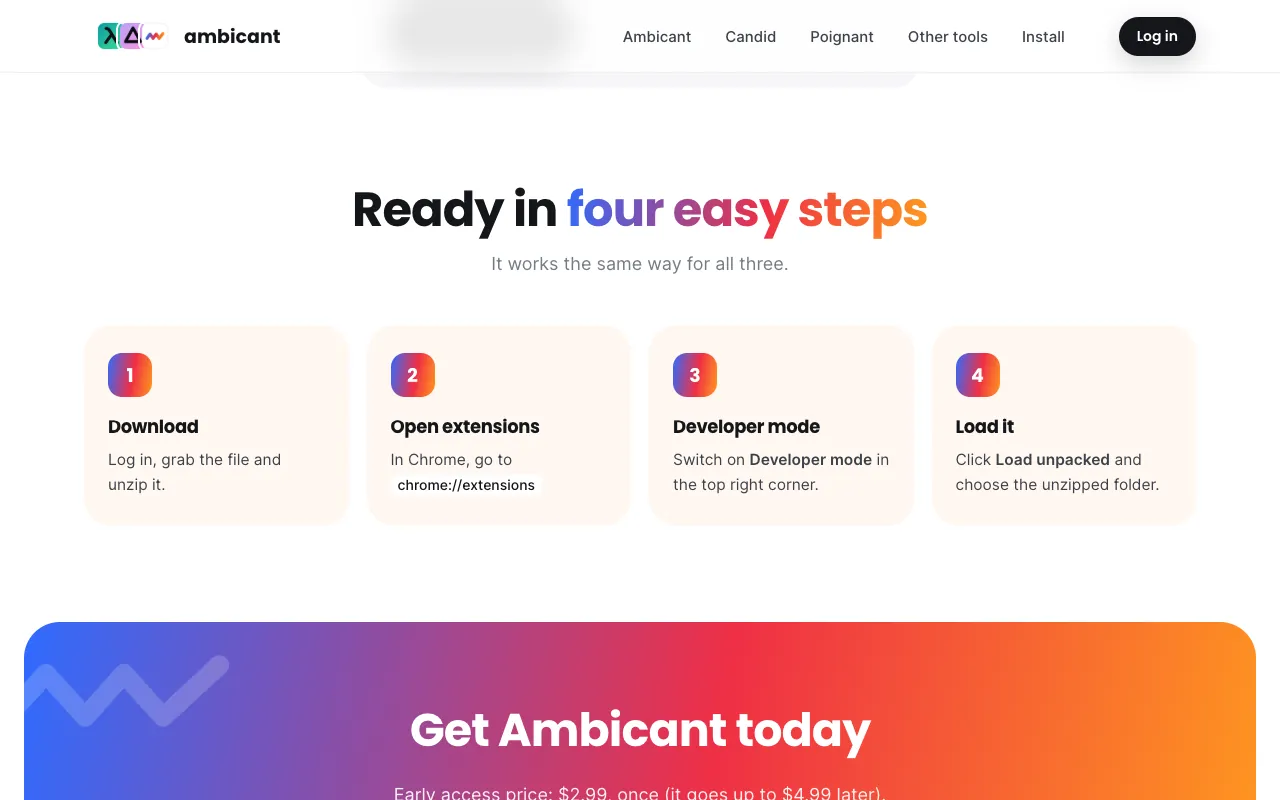 ambicant
Ambicant
Candid
Poignant
Other tools
Install
Log in
Ready in four easy steps
It works the same way for all three.
1
Download
Log in, grab the file and
unzip it.
2
Open extensions
In Chrome, go to
chrome://extensions
3
Developer mode
Switch on Developer mode in
the top right corner.
4
Load it
Click Load unpacked and
choose the unzipped folder.
Get Ambicant today
Early access price: $2.99, once (it goes up to $4.99 later).